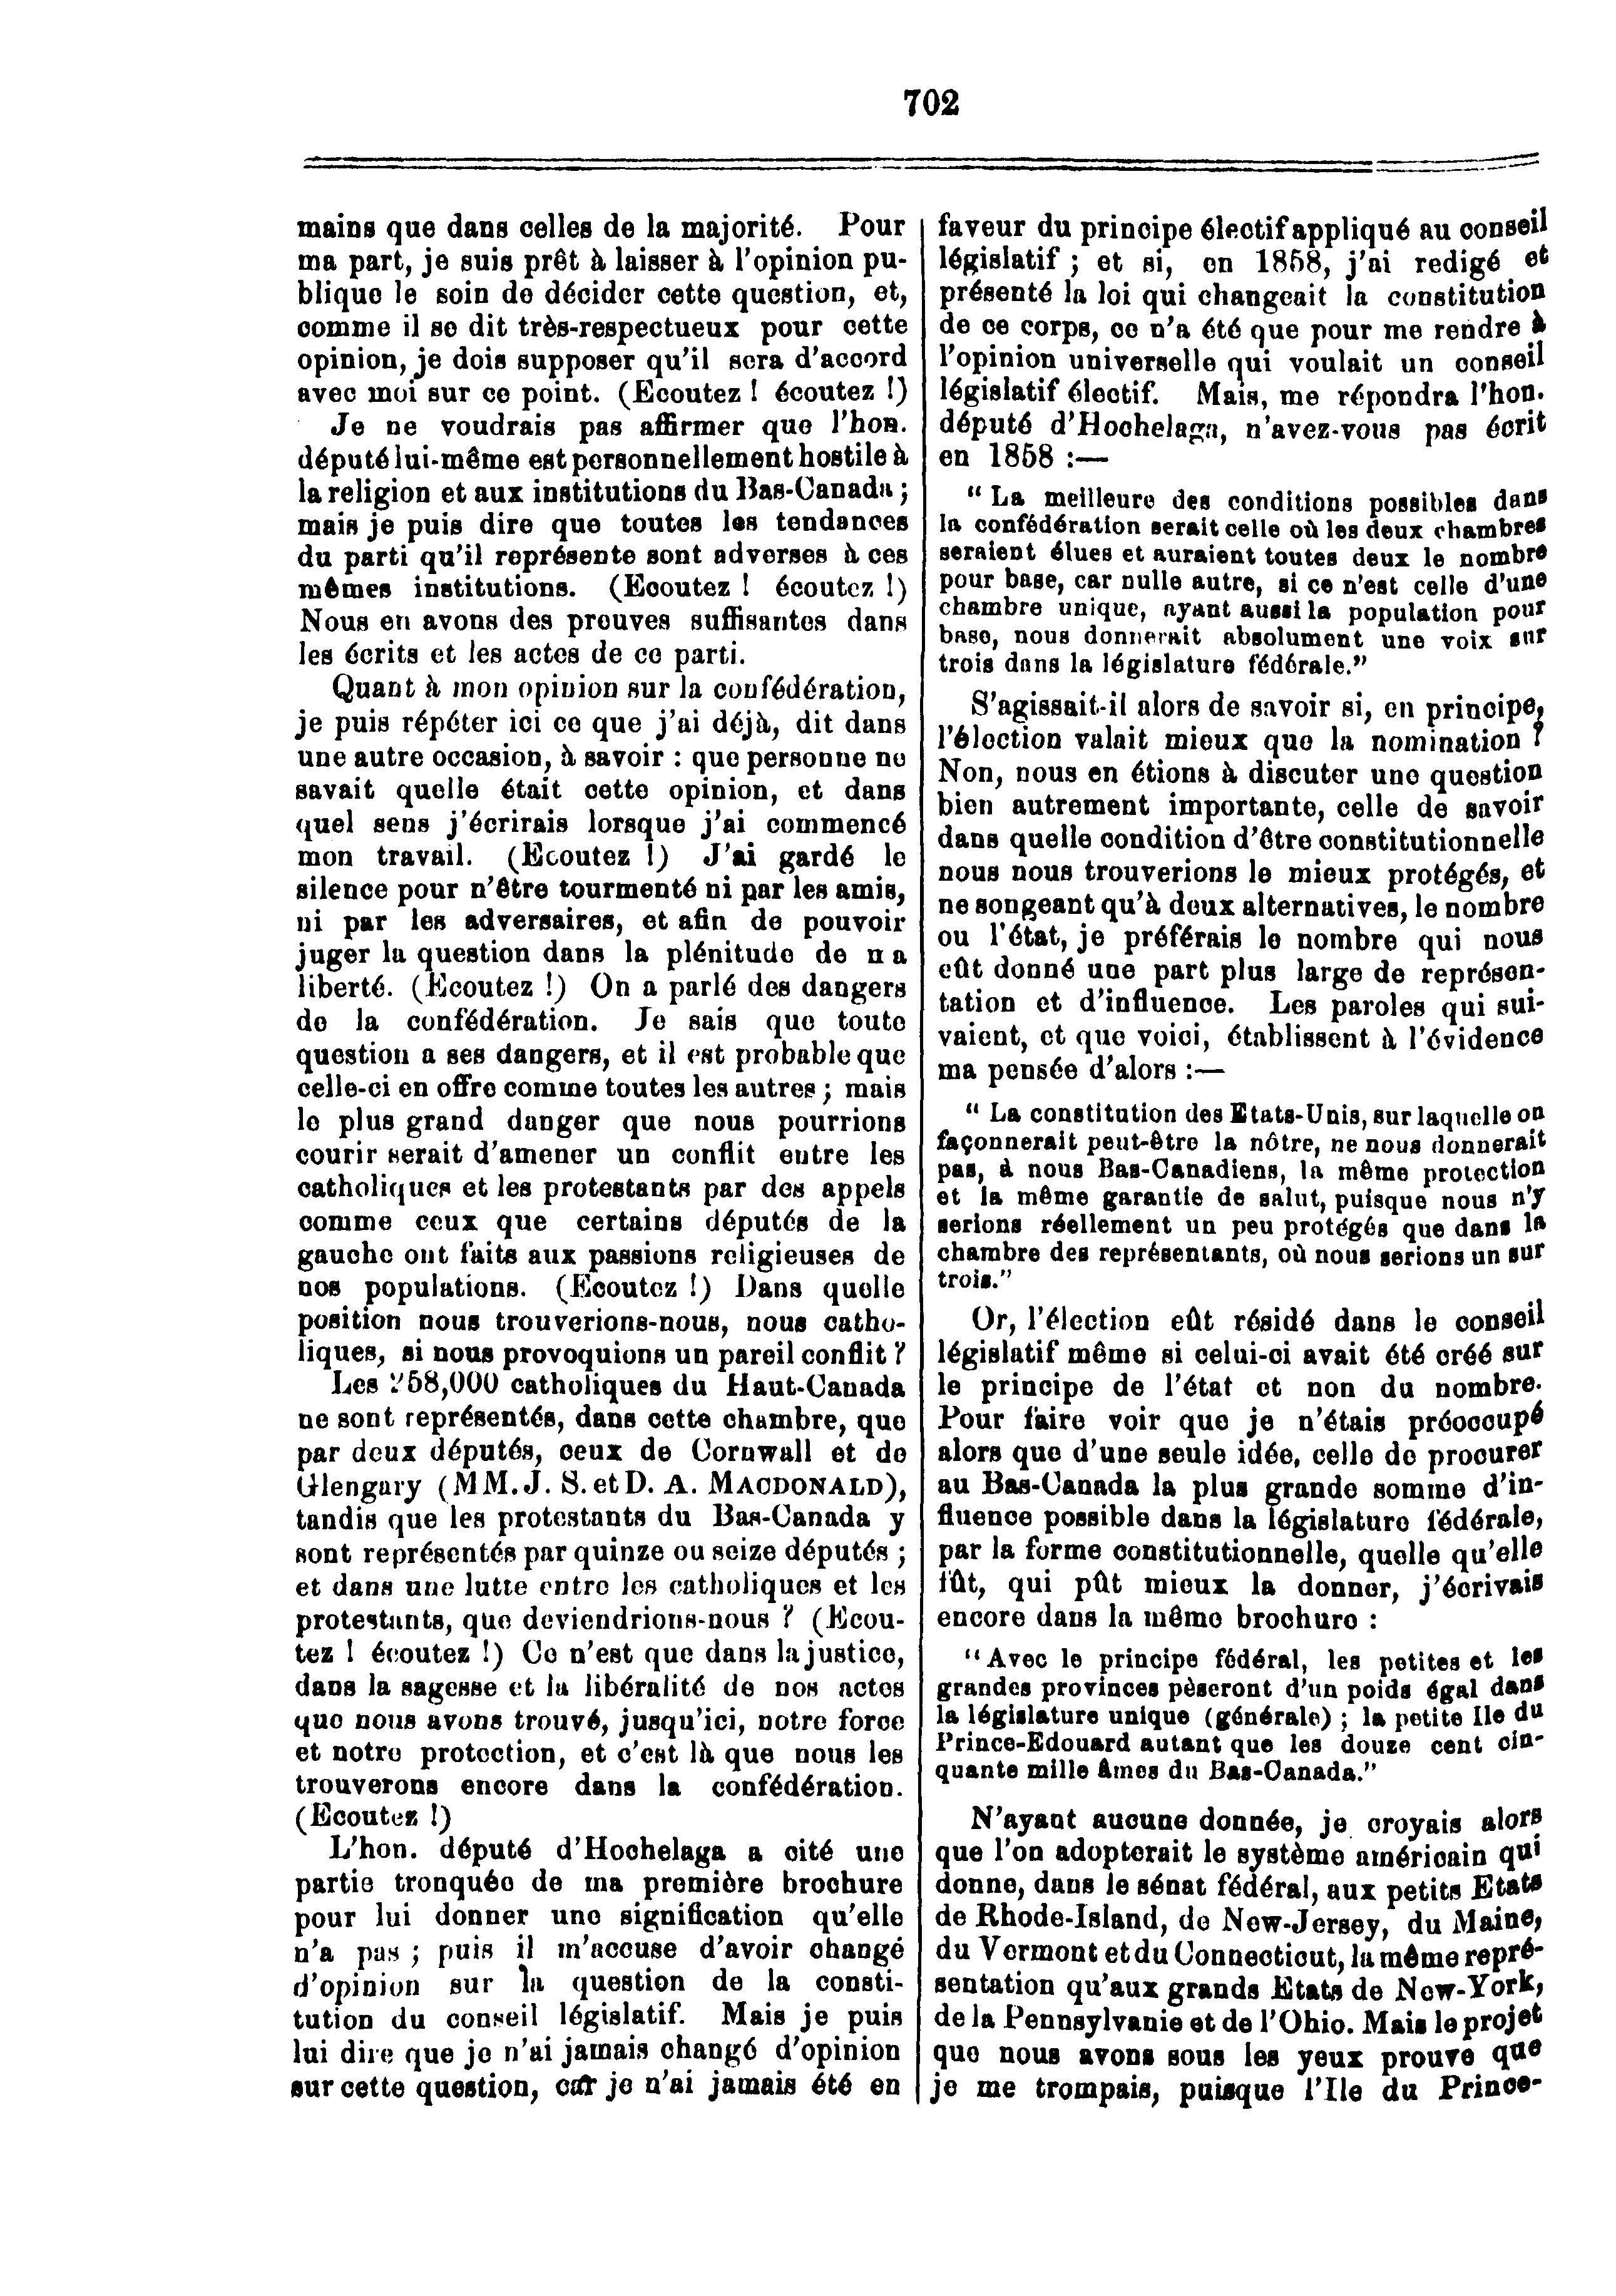 702
mains que dans celles de la majorité. Pour
ma part, je suis prêt à laisser à l'opinion pu-
blique le soin de décider cette question, et,
comme il se dit très-respectueux pour cette
opinion, je dois supposer qu'il sera d'accord
avec moi sur ce point. (Ecoutez ! écoutez !)
Je ne voudrais pas affirmer que l'hon.
député lui-même est personnellement hostile à
la religion et aux institutions du Bas-Canada ;
mais je puis dire que toutes les tendances
du parti qu'il représente sont adverses à ces
mêmes institutions. (Ecoutez ! écoutez !)
Nous en avons des preuves suffisantes dans
les écrits et les actes de ce parti.
Quant à mon opinion sur la confédération,
je puis répéter ici ce que j'ai déjà, dit dans
une autre occasion, à savoir : que personne ne
savait quelle était cette opinion, et dans
quel sens j'écrirais lorsque j'ai commencé
mon travail. (Ecoutez !) J'ai gardé le
silence pour n'être tourmenté ni par les amis,
ni par les adversaires, et afin de pouvoir
juger la question dans la plénitude de ma
liberté. (Ecoutez !) On a parlé des dangers
de la confédération. Je sais que toute
question a ses dangers, et il est probable que
celle-ci en offre comme toutes les autres ; mais
le plus grand danger que nous pourrions
courir serait d'amener un conflit entre les
catholiques et les protestants par des appels
comme ceux que certains députés de la
gauche ont faits aux passions religieuses de
nos populations. (Ecoutez !) Dans quelle
position nous trouverions-nous, nous catho-
liques, si nous provoquions un pareil conflit ?
Les 258,000 catholiques du Haut-Canada
ne sont représentés, dans cette chambre, que
par deux députés, ceux de Cornwall et de
Glengary (MM. J. S. et D. A. MACDONALD),
tandis que les protestants du Bas-Canada y
sont représentés par quinze ou seize députés ;
et dans une lutte entre les catholiques et les
protestants, que deviendrions-nous ? (Ecou-
tez ! écoutez !) Ce n'est que dans la justice,
dans la sagesse et la libéralité de nos actes
que nous avons trouvé, jusqu'ici, notre force
et notre protection, et c'est là que nous les
trouverons encore dans la confédération.
(Ecoutez !)
L'hon. député d'Hochelaga a cité une
partie tronquée de ma première brochure
pour lui donner une signification qu'elle
n'a pas ; puis il m'accuse d'avoir changé
d'opinion sur la question de la consti-
tution du conseil législatif. Mais je puis
lui dire que je n'ai jamais changé d'opinion
sur cette question, car je n'ai jamais été en
faveur du principe électif appliqué au conseil
législatif ; et si, en 1858, j'ai redigé et
présenté la loi qui changeait la constitution
de ce corps, ce n'a été que pour me rendre à
l'opinion universelle qui voulait un conseil
législatif électif. Mais, me répondra l'hon.
député d'Hochelaga, n'avez-vous pas écrit
en 1858 :—
" La meilleure des conditions possibles dans
la confédération serait celle où les deux chambres
seraient élues et auraient toutes deux le nombre
pour base, car nulle autre, si ce n'est celle d'une
chambre unique, ayant aussi la population pour
base, nous donnerait absolument une voix sur
trois dans la législature fédérale."
S'agissait-il alors de savoir si, en principe,
l'élection valait mieux que la nomination ?
Non, nous en étions à discuter une question
bien autrement importante, celle de savoir
dans quelle condition d'être constitutionnelle
nous nous trouverions le mieux protégés, et
ne songeant qu'à deux alternatives, le nombre
ou l'état, je préférais le nombre qui nous
eût donné une part plus large de représen-
tation et d'influence. Les paroles qui sui-
vaient, et que voici, établissent à l'évidence
ma pensée d'alors :—
" La constitution des Etats-Unis, sur laquelle on
façonnerait peut-être la nôtre, ne nous donnerait
pas, à nous Bas-Canadiens, la même protection
et la même garantie de salut, puisque nous n'y
serions réellement un peu protégés que dans la
chambre des représentants, où nous serions un sur
trois."
Or, l'élection eût résidé dans le conseil
législatif même si celui-ci avait été créé sur
le principe de l'état et non du nombre.
Pour faire voir que je n'étais préoccupé
alors que d'une seule idée, celle de procurer
au Bas-Canada la plus grande somme d'in-
fluence possible dans la législature fédérale,
par la forme constitutionnelle, quelle qu'elle
fût, qui pût mieux la donner, j'écrivais
encore dans la même brochure :
" Avec le principe fédéral, les petites et les
grandes provinces pèseront d'un poids égal dans
la législature unique (générale) ; la petite Ile du
Prince-Edouard autant que les douze cent cin-
quante mille âmes du Bas-Canada."
N'ayant aucune donnée, je croyais alors
que l'on adopterait le système américain qui
donne, dans le sénat fédéral, aux petits Etats
de Rhode-Island, de New-Jersey, du Maine,
du Vermont et du Connecticut, la même repré-
sentation qu'aux grands Etats de New-York,
de la Pennsylvanie et de l'Ohio. Mais le projet
que nous avons sous les yeux prouve que
je me trompais, puisque l'Ile du Prince-